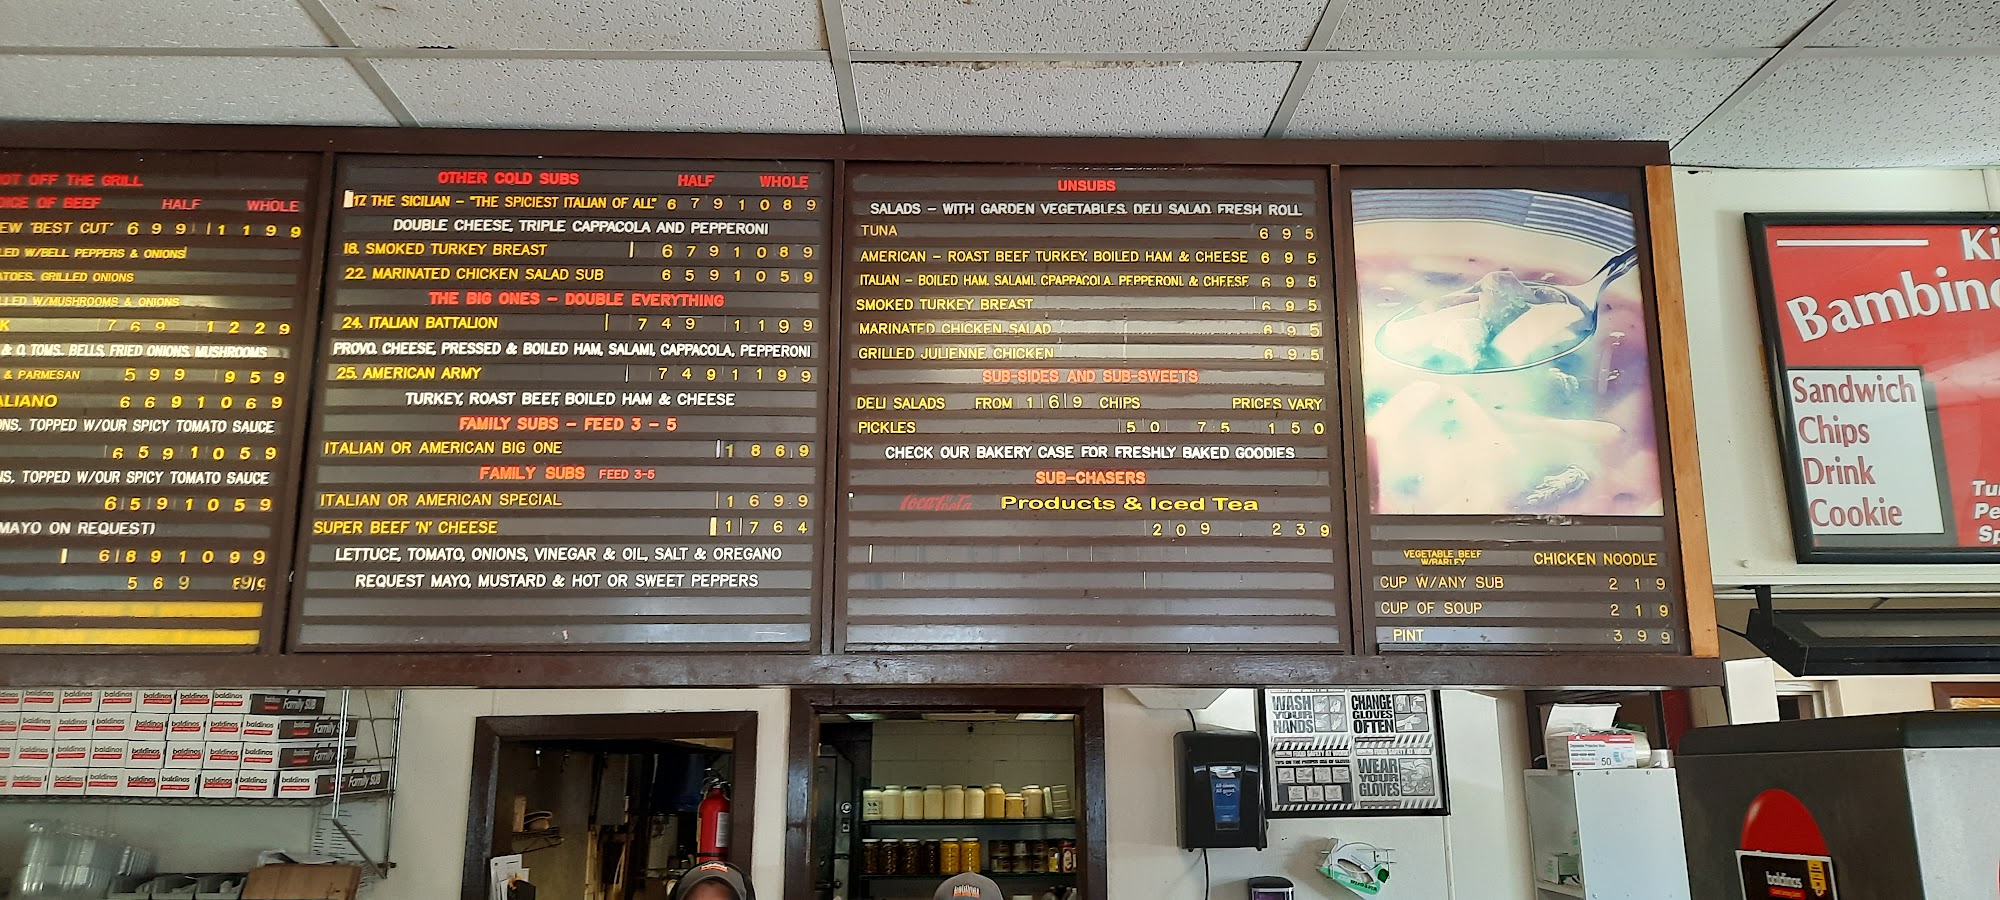 OT OFF THE GRILL
OICE OF BEEF HALF WHOLE
EW "BEST CUT" 6 9 9 1 1 9 9
LED W/BELL PEPPERS & ONIONS
TOES. GRILLED ONIONS
LLED W/MUSHROOMS & ONIONS
K 7 6 9 1 2 2 9
& O, TOMS, BELLS, FRIED ONIONS, MUSHROOMS
& PARMESAN 5 9 9 9 5 9
ALIANO 6 6 9 1 0 6 9
ONS, TOPPED W/OUR SPICY TOMATO SAUCE
6 5 9 1 0 5 9
NS, TOPPED W/OUR SPICY TOMATO SAUCE
6 5 9 1 0 5 9
MAYO ON REQUEST)
6 8 9 1 0 9 9
5 6 9
OTHER COLD SUBS HALF WHOLE
17 THE SICILIAN - "THE SPICIEST ITALIAN OF ALL" 6 7 9 1 0 8 9
DOUBLE CHEESE, TRIPLE CAPPACOLA AND PEPPERONI
18. SMOKED TURKEY BREAST 6 7 9 1 0 8 9
22. MARINATED CHICKEN SALAD SUB 6 5 9 1 0 5 9
THE BIG ONES - DOUBLE EVERYTHING
24. ITALIAN BATTALION 7 4 9 1 1 9 9
PROVO. CHEESE, PRESSED & BOILED HAM, SALAMI, CAPPACOLA, PEPPERONI
25. AMERICAN ARMY 7 4 9 1 1 9 9
TURKEY, ROAST BEEF, BOILED HAM & CHEESE
FAMILY SUBS - FEED 3 - 5
ITALIAN OR AMERICAN BIG ONE 1 8 6 9
FAMILY SUBS FEED 3-5
ITALIAN OR AMERICAN SPECIAL 1 6 9 9
SUPER BEEF 'N' CHEESE 1 7 6 4
LETTUCE, TOMATO, ONIONS, VINEGAR & OIL, SALT & OREGANO
REQUEST MAYO, MUSTARD & HOT OR SWEET PEPPERS
UNSUBS
SALADS - WITH GARDEN VEGETABLES, DELI SALAD, FRESH ROLL
TUNA 6 9 5
AMERICAN - ROAST BEEF TURKEY, BOILED HAM & CHEESE 6 9 5
ITALIAN - BOILED HAM, SALAMI, CPAPPACOLA, PEPPERONI, & CHEESE 6 9 5
SMOKED TURKEY BREAST 6 9 5
MARINATED CHICKEN SALAD 6 9 5
GRILLED JULIENNE CHICKEN 6 9 5
SUB-SIDES AND SUB-SWEETS
DELI SALADS FROM 1 6 9 CHIPS PRICES VARY
PICKLES 5 0 7 5 1 5 0
CHECK OUR BAKERY CASE FOR FRESHLY BAKED GOODIES
SUB-CHASERS
Products & Iced Tea
2 0 9 2 3 9
VEGETABLE BEEF W/BARLEY CHICKEN NOODLE
CUP W/ANY SUB 2 1 9
CUP OF SOUP 2 1 9
PINT 3 9 9
Ki
Bambino
Sandwich
Chips
Drink
Cookie
Tu
Pe
Sp
WASH YOUR HANDS
CHANGE GLOVES OFTEN
WEAR YOUR GLOVES
baldinos
Family SUB
50
baldinos